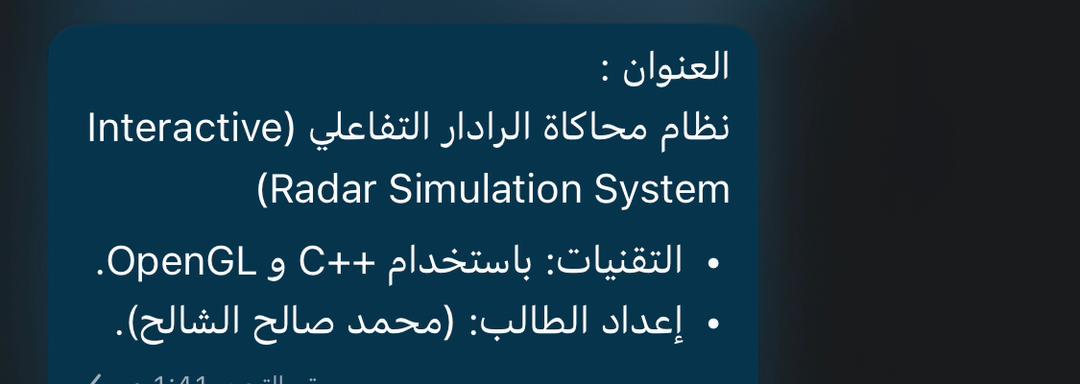 العنوان :
نظام محاكاة الرادار التفاعلي (Interactive
Radar Simulation System)
• التقنيات: باستخدام C++ و OpenGL.
• إعداد الطالب: (محمد صالح الشالح).